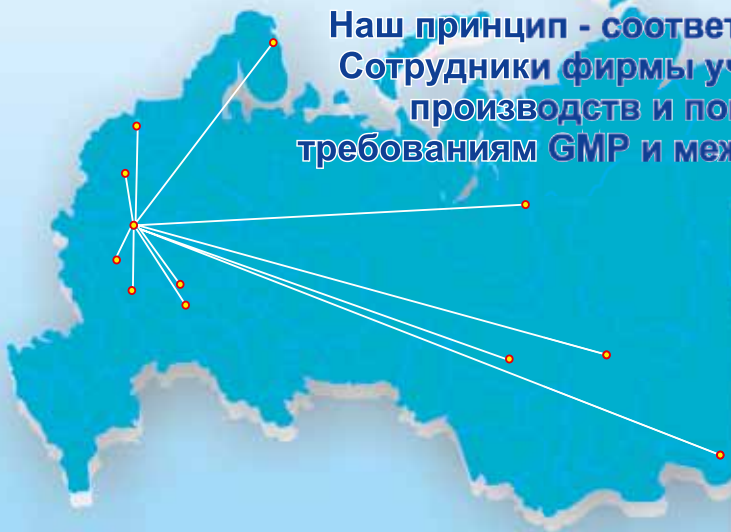 Наш принцип - соответ
Сотрудники фирмы уч
производств и по
требованиям GMP и меж